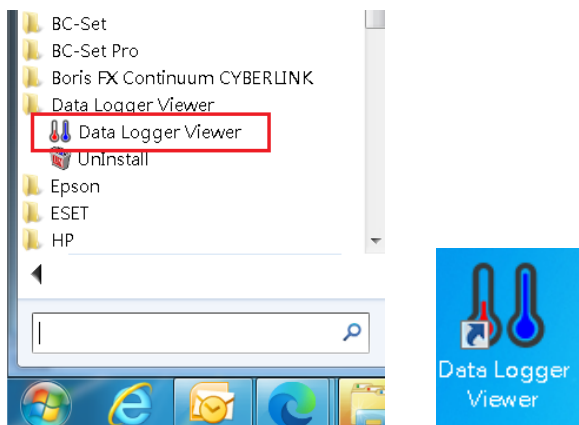 BC-Set
BC-Set Pro
Boris FX Continuum CYBERLINK
Data Logger Viewer
Data Logger Viewer
UnInstall
Epson
ESET
HP
Data Logger
Viewer